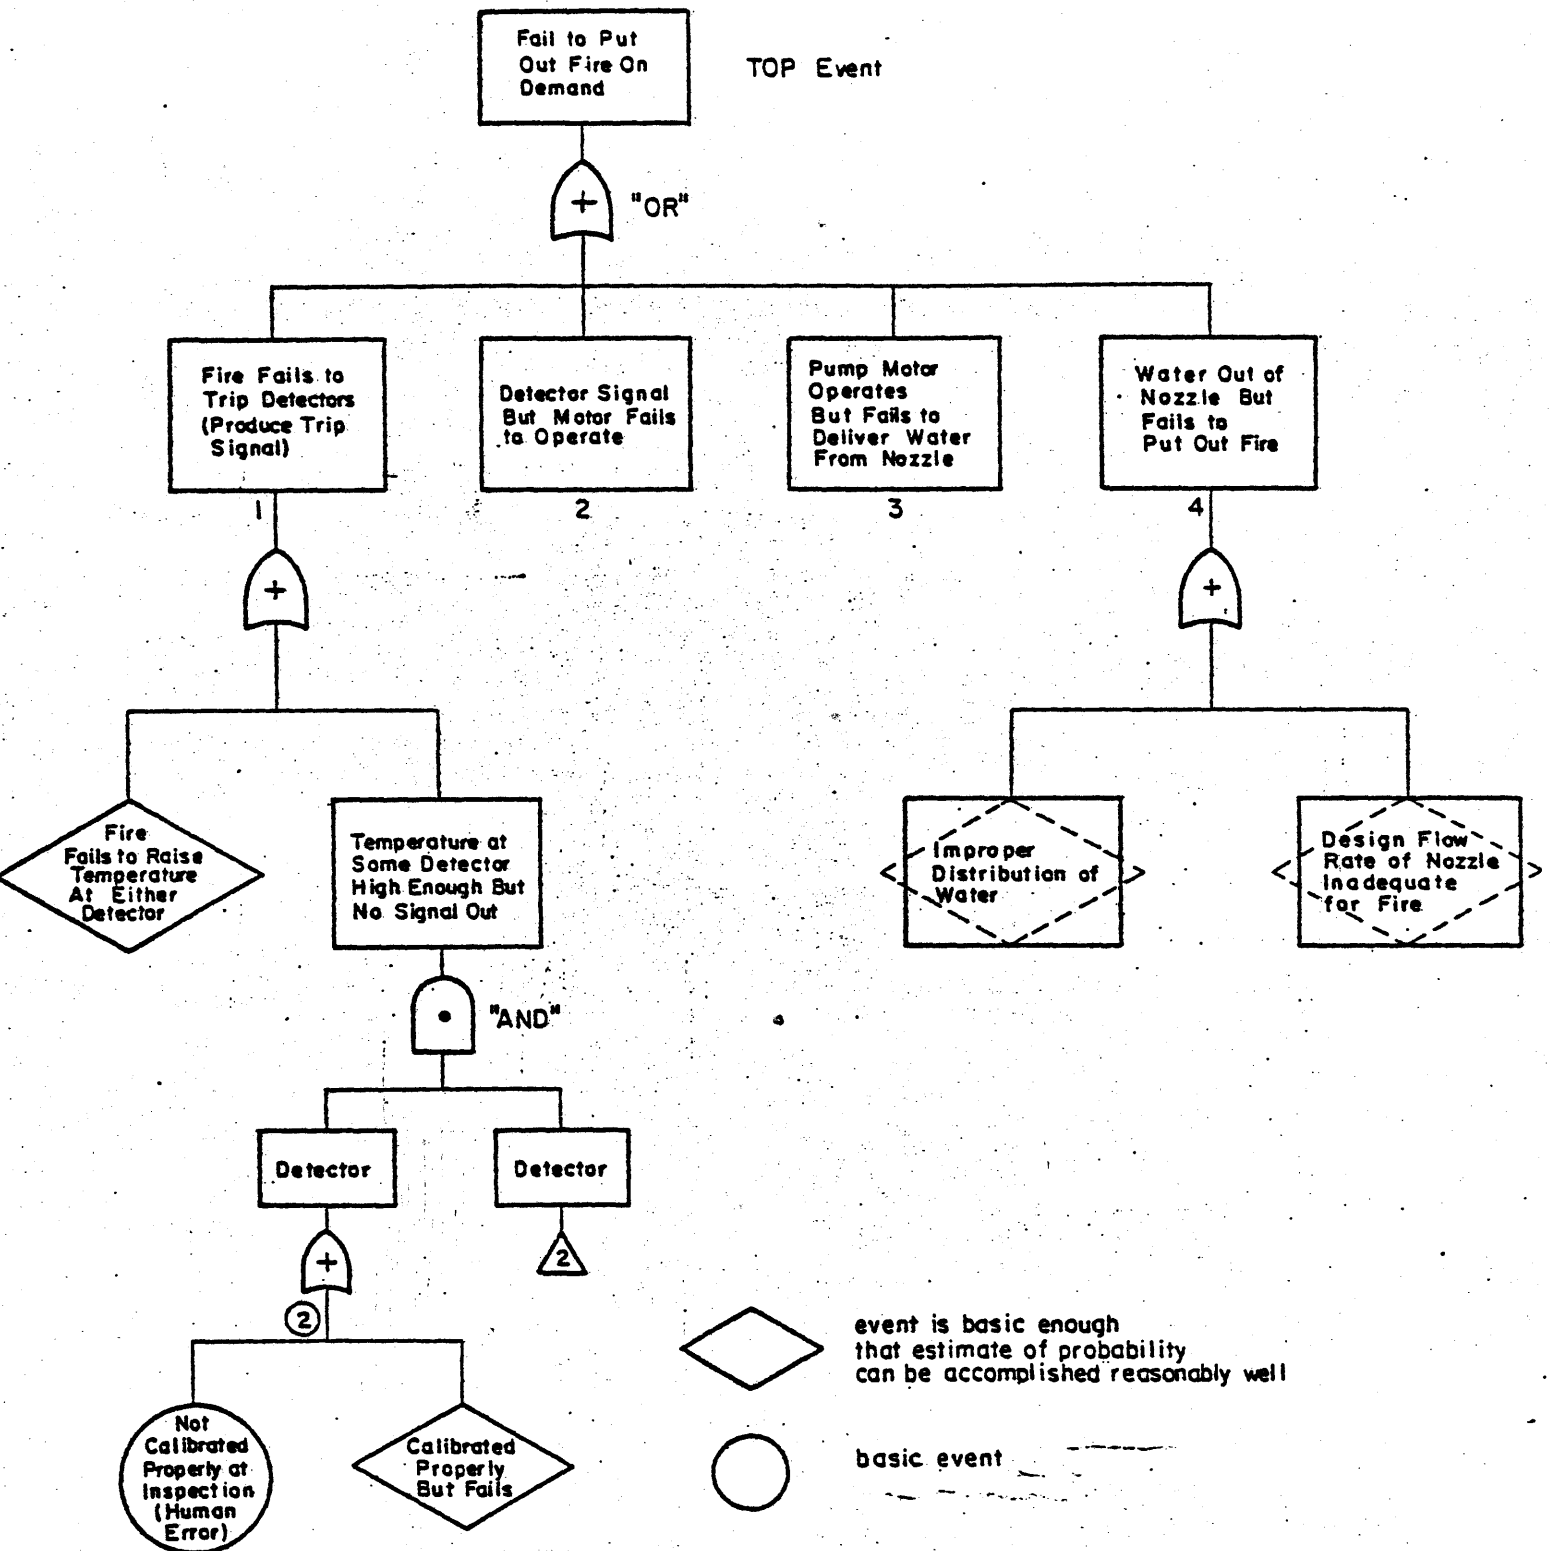 Fail to Put
Out Fire On
Demand
TOP Event
+
"OR"
Fire Fails to
Trip Detectors
(Produce Trip
Signal)
1
Detector Signal
But Motor Fails
to Operate
2
Pump Motor
Operates
But Fails to
Deliver Water
From Nozzle
3
Water Out of
Nozzle But
Fails to
Put Out Fire
4
+
+
Fire
Fails to Raise
Temperature
At Either
Detector
Temperature at
Some Detector
High Enough But
No Signal Out
Improper
Distribution of
Water
Design Flow
Rate of Nozzle
Inadequate
for Fire
"AND"
Detector
Detector
+
2
2
Not
Calibrated
Properly at
Inspection
(Human
Error)
Calibrated
Properly
But Fails
event is basic enough
that estimate of probability
can be accomplished reasonably well
basic event